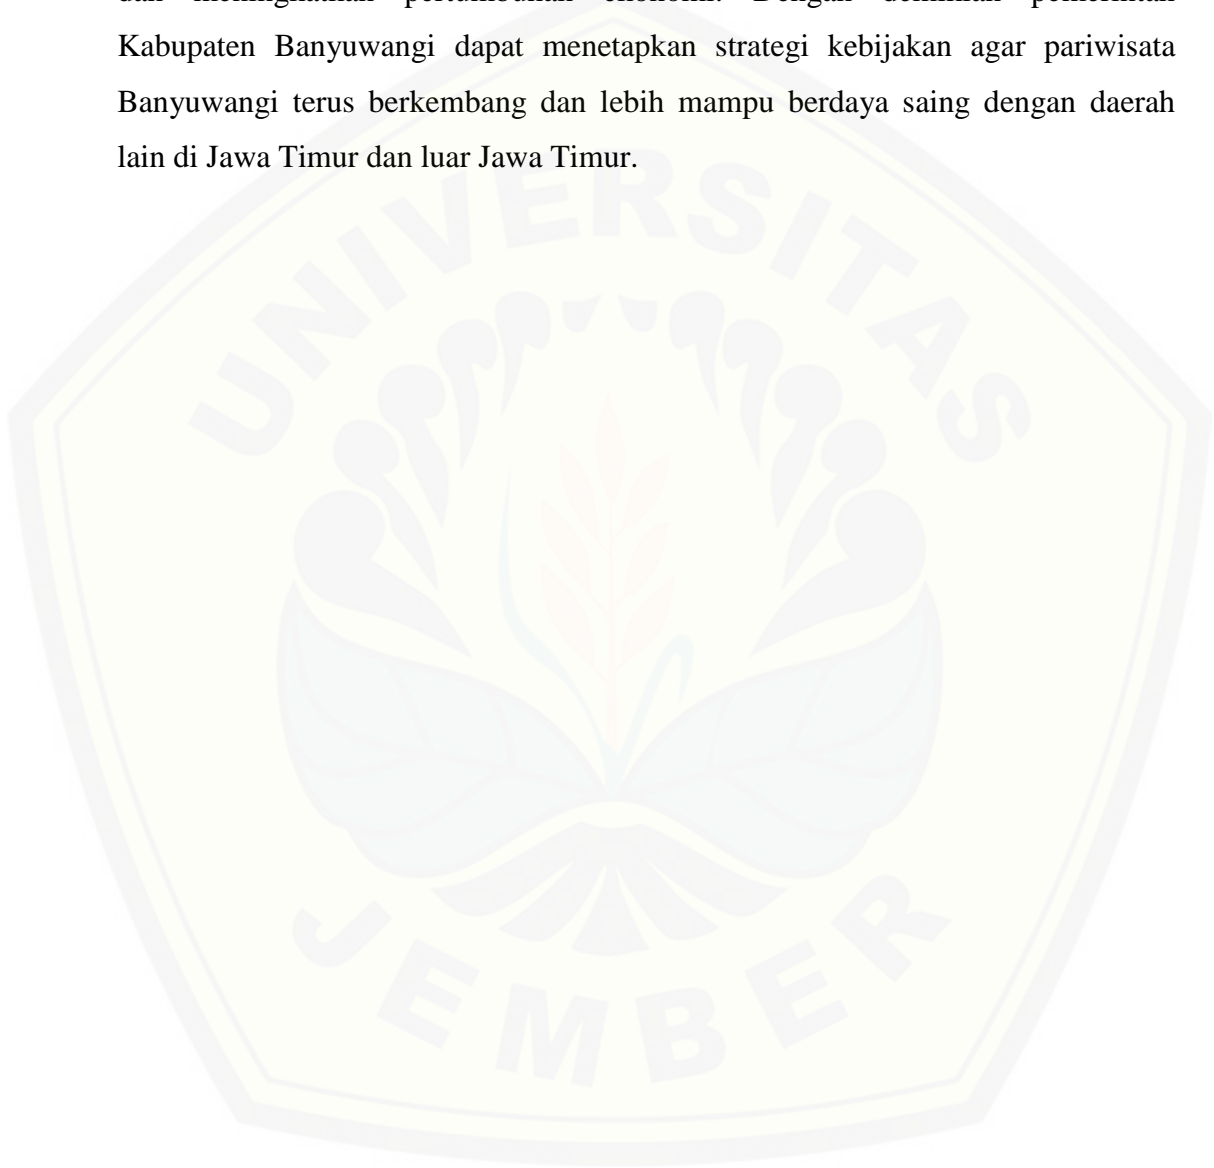 dan meningkatkan pertumbuhan ekonomi. Dengan demikian pemerintah
Kabupaten Banyuwangi dapat menetapkan strategi kebijakan agar pariwisata
Banyuwangi terus berkembang dan lebih mampu berdaya saing dengan daerah
lain di Jawa Timur dan luar Jawa Timur.
UNIVERSITAS
JEMBER